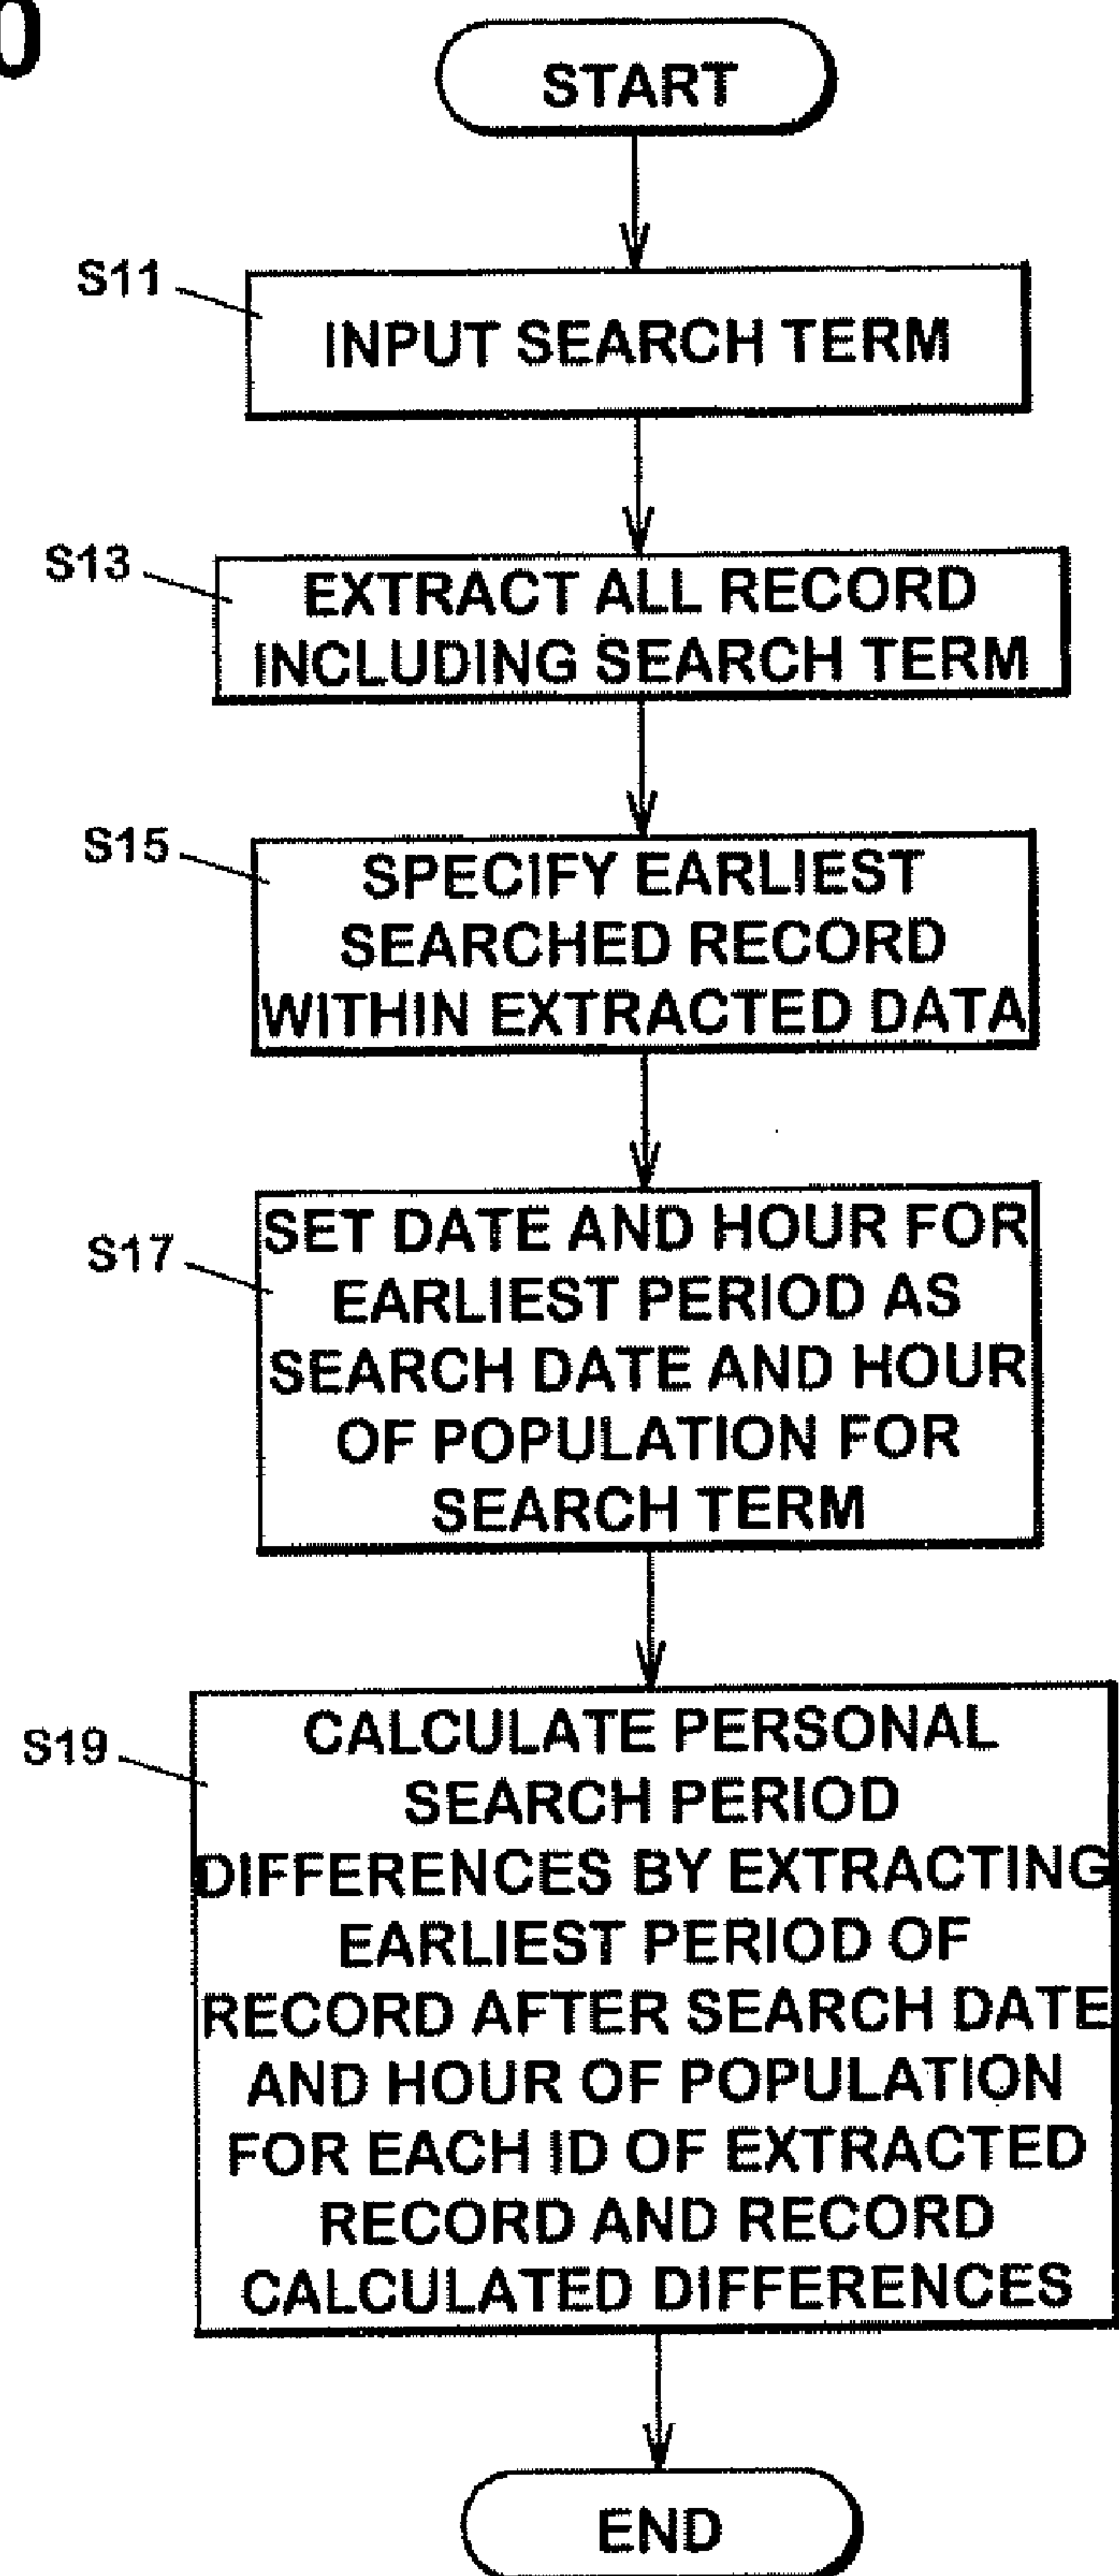 0
START
S11
INPUT SEARCH TERM
S13
EXTRACT ALL RECORD
INCLUDING SEARCH TERM
S15
SPECIFY EARLIEST
SEARCHED RECORD
WITHIN EXTRACTED DATA
S17
SET DATE AND HOUR FOR
EARLIEST PERIOD AS
SEARCH DATE AND HOUR
OF POPULATION FOR
SEARCH TERM
S19
CALCULATE PERSONAL
SEARCH PERIOD
DIFFERENCES BY EXTRACTING
EARLIEST PERIOD OF
RECORD AFTER SEARCH DATE
AND HOUR OF POPULATION
FOR EACH ID OF EXTRACTED
RECORD AND RECORD
CALCULATED DIFFERENCES
END